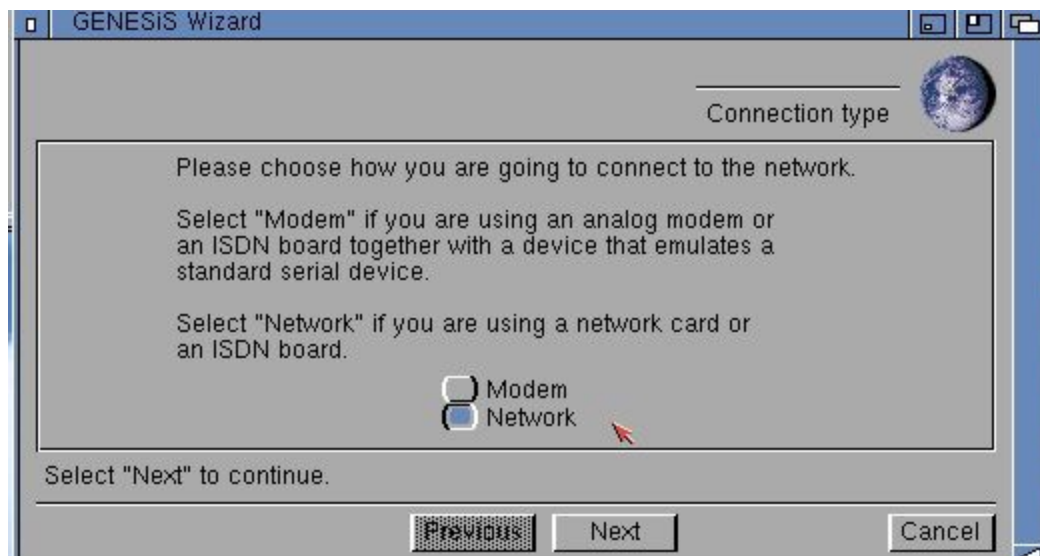 GENESiS Wizard
Connection type
Please choose how you are going to connect to the network.
Select "Modem" if you are using an analog modem or
an ISDN board together with a device that emulates a
standard serial device.
Select "Network" if you are using a network card or
an ISDN board.
Modem
Network
Select "Next" to continue.
Previous Next Cancel